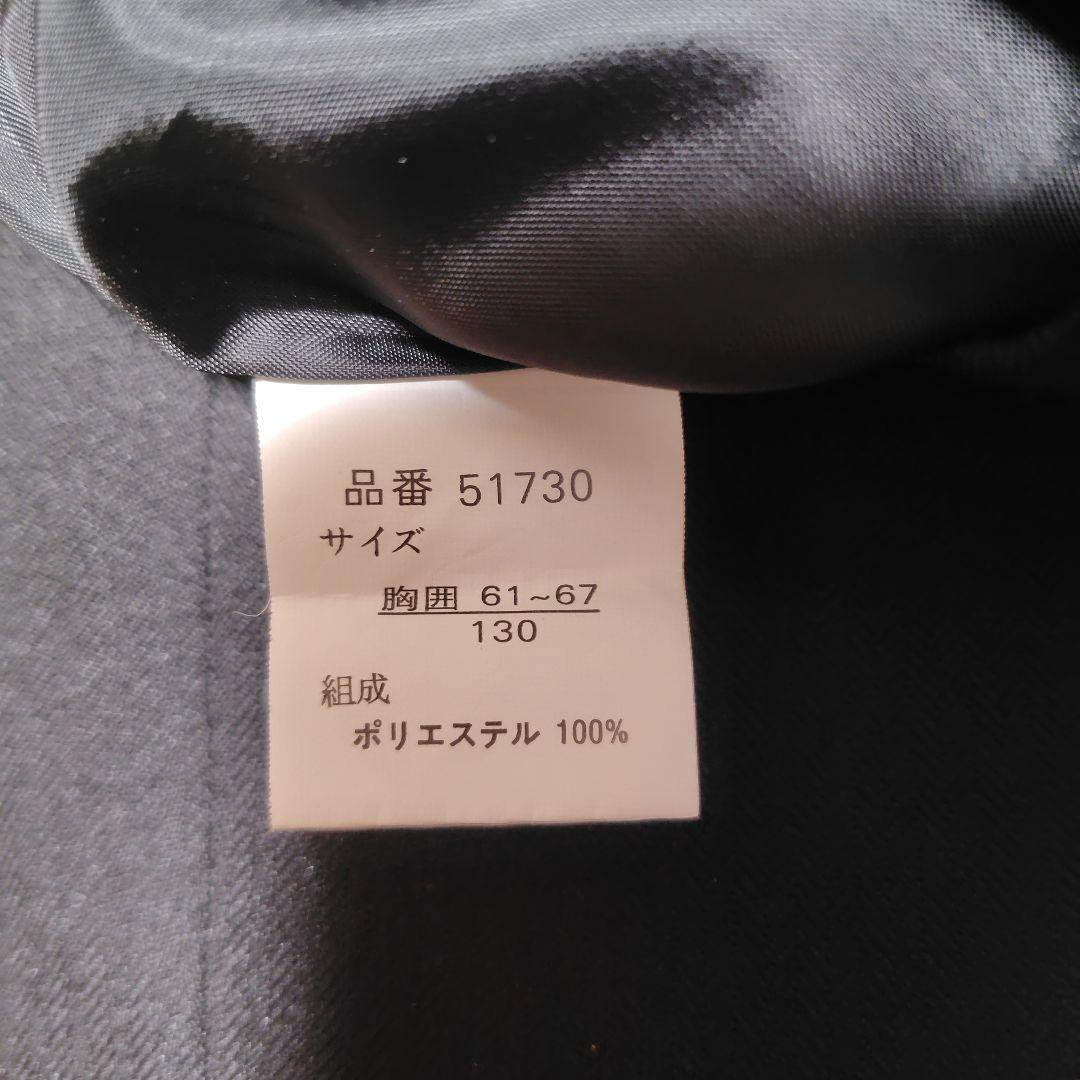 品番 51730
サイズ
胸囲 61~67
130
組成
ポリエステル 100%